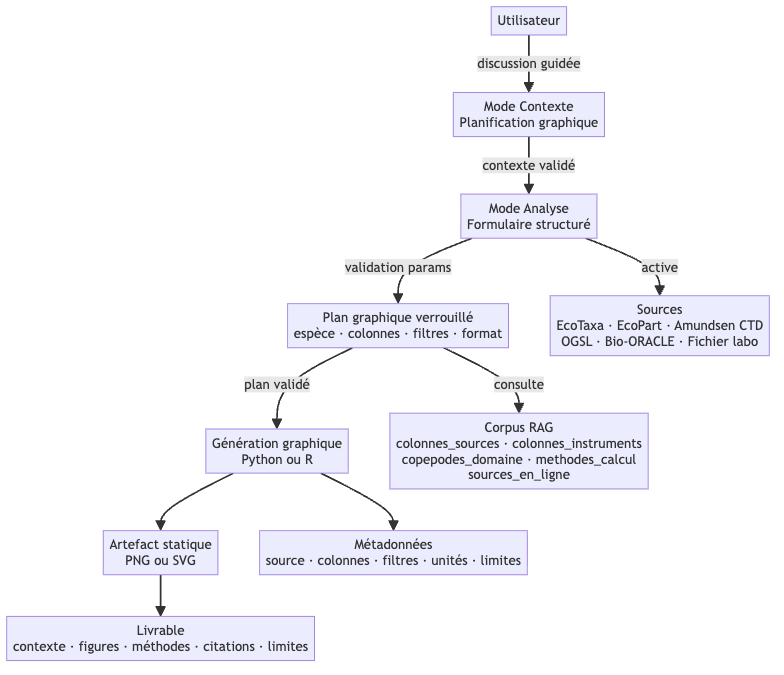 Utilisateur
discussion guidée
Mode Contexte
Planification graphique
contexte validé
Mode Analyse
Formulaire structuré
validation params
active
Plan graphique verrouillé
espèce · colonnes · filtres · format
Sources
EcoTaxa · EcoPart · Amundsen CTD
OGSL · Bio-ORACLE · Fichier labo
plan validé
consulte
Génération graphique
Python ou R
Corpus RAG
colonnes_sources · colonnes_instruments
copepodes_domaine · methodes_calcul
sources_en_ligne
Artefact statique
PNG ou SVG
Métadonnées
source · colonnes · filtres · unités · limites
Livrable
contexte · figures · méthodes · citations · limites